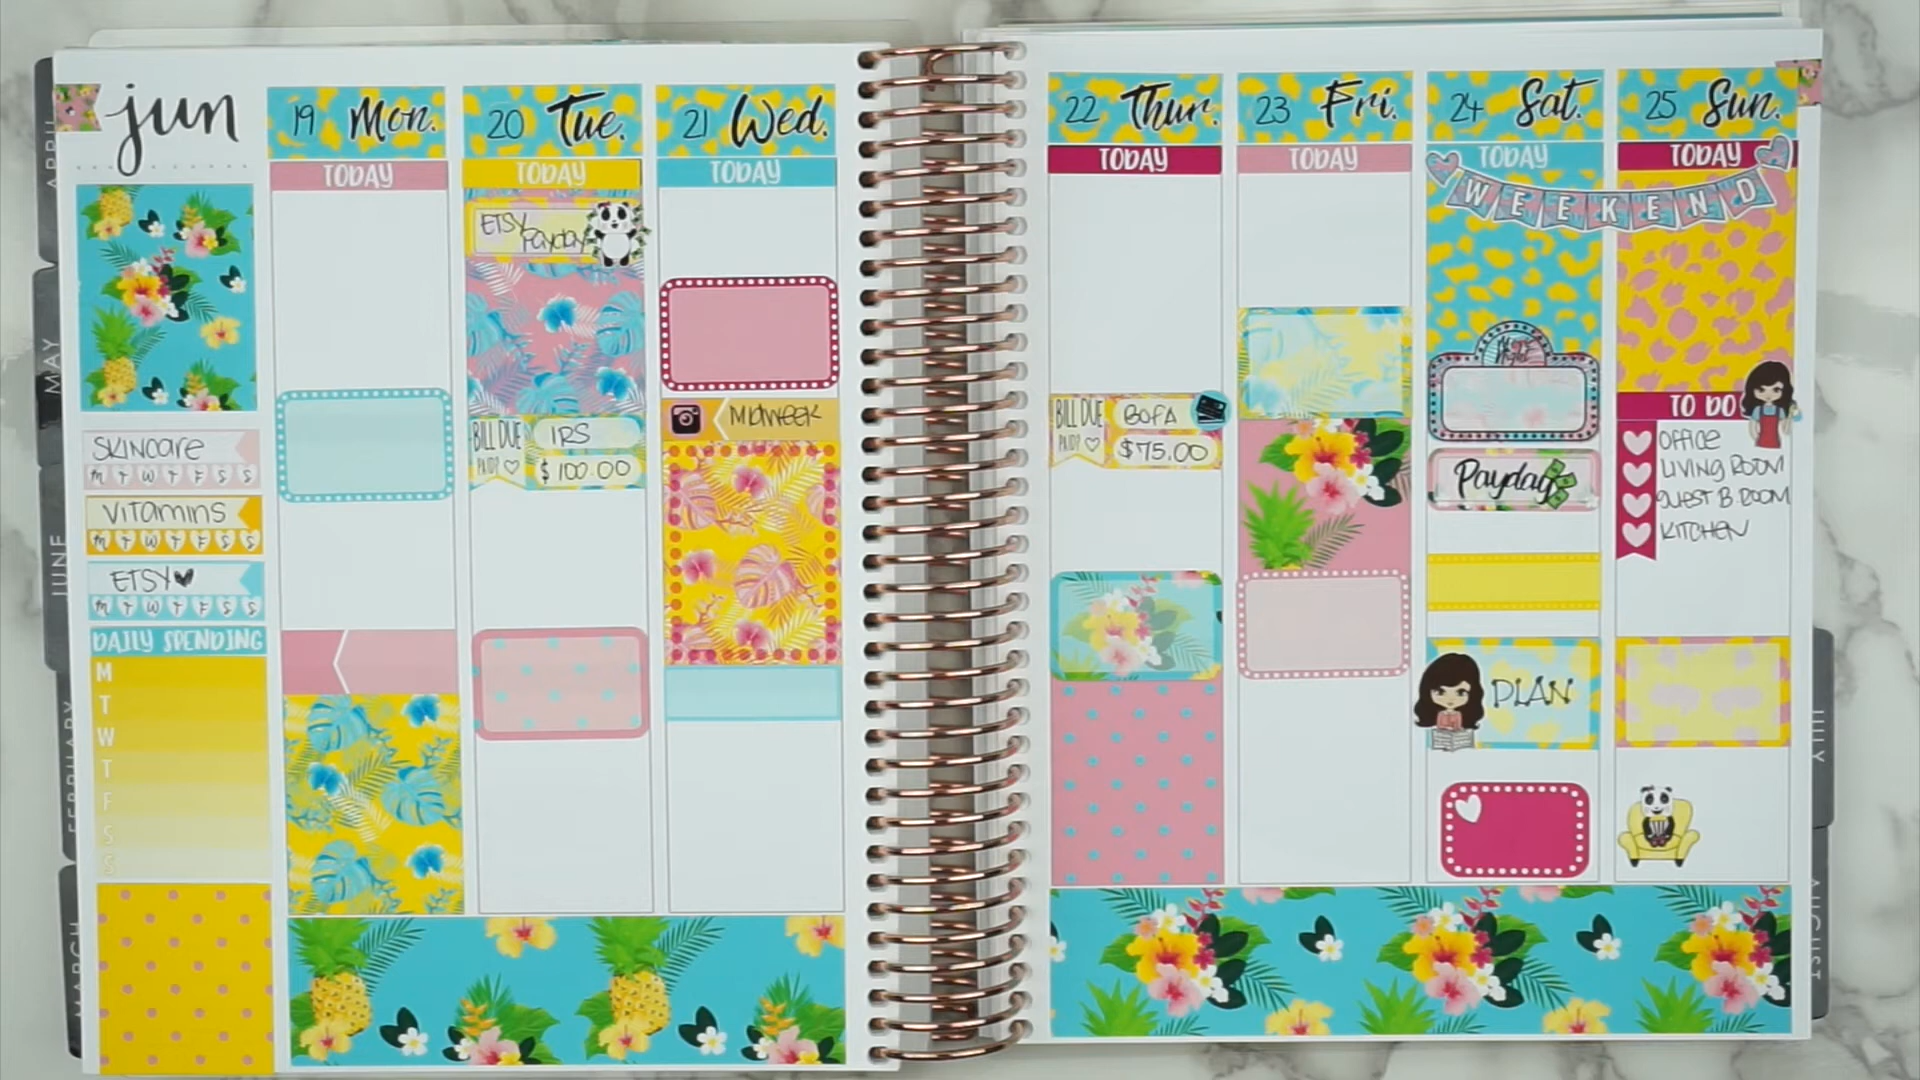 jun
SKINCARE
M T W T F S S
VITAMINS
M T W T F S S
ETSY
M T W T F S S
DAILY SPENDING
M
T
W
T
F
S
S
19 Mon.
TODAY
20 Tue.
TODAY
ETSY
Payday
BILL DUE
PAID?
IRS
$100.00
21 Wed.
TODAY
MIDWEEK
22 Thur.
TODAY
BILL DUE
PAID?
BOFA
$75.00
23 Fri.
TODAY
24 Sat.
TODAY
WEEKEND
Payday
PLAN
25 Sun.
TODAY
TO DO
OFFICE
LIVING ROOM
GUEST B.ROOM
KITCHEN
APRIL
MAY
JUNE
FEBRUARY
MARCH
JULY
AUGUST